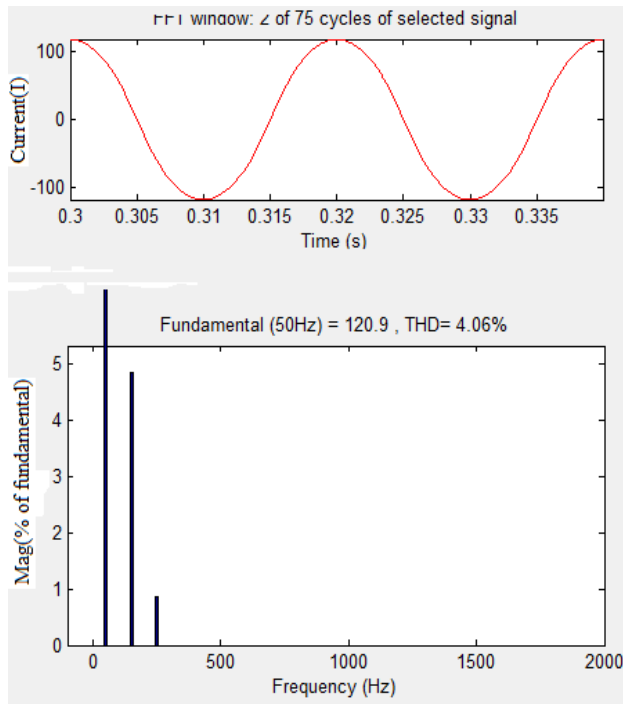 FFT window: 2 of 75 cycles of selected signal
100
0
-100
Current(I)
0.3 0.305 0.31 0.315 0.32 0.325 0.33 0.335
Time (s)
Fundamental (50Hz) = 120.9 , THD= 4.06%
5
4
3
2
1
0
Mag(% of fundamental)
0 500 1000 1500 2000
Frequency (Hz)